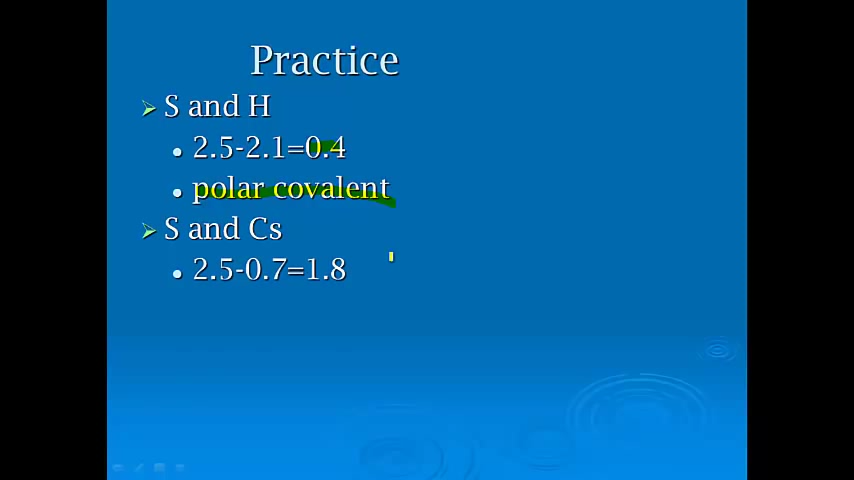 Practice
S and H
2.5-2.1=0.4
polar covalent
S and Cs
2.5-0.7=1.8